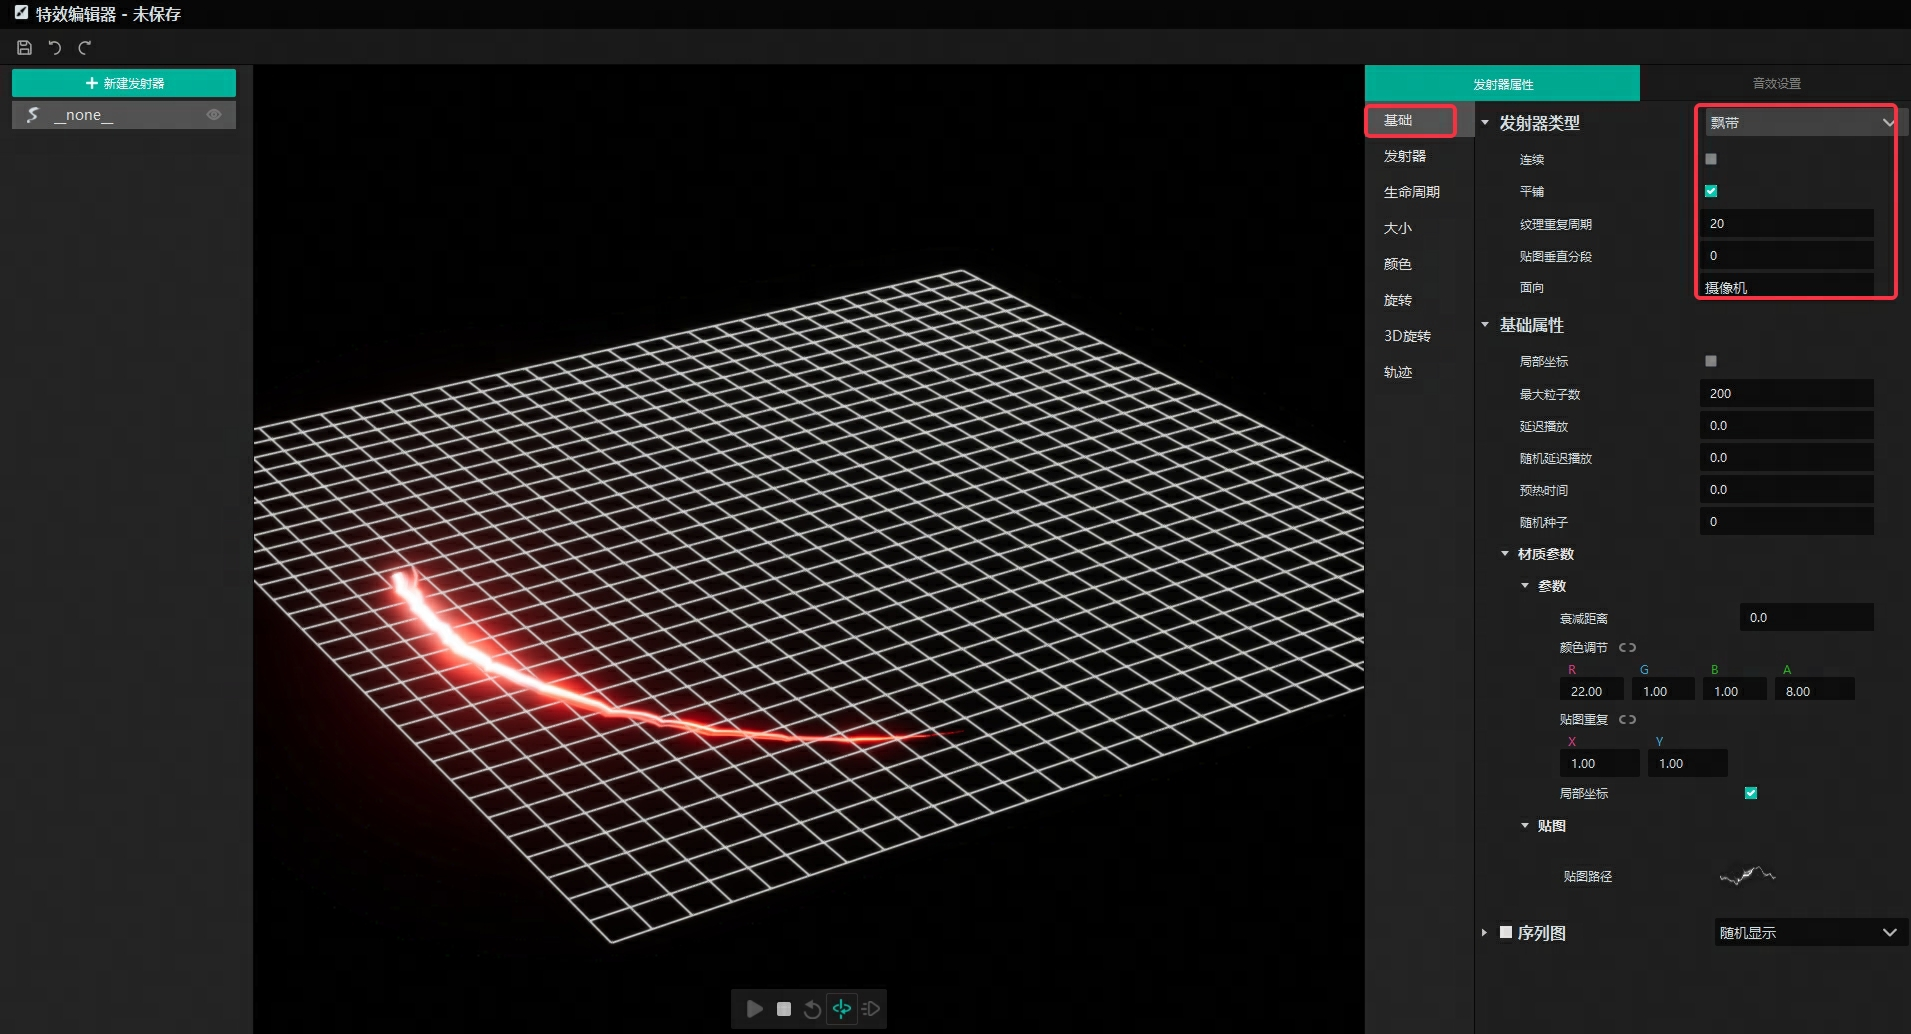 特效编辑器 - 未保存
新建发射器
__none__
发射器属性
音效设置
基础
发射器
生命周期
大小
颜色
旋转
3D旋转
轨迹
发射器类型 飘带
连续
平铺
纹理重复周期 20
贴图垂直分段 0
面向 摄像机
基础属性
局部坐标
最大粒子数 200
延迟播放 0.0
随机延迟播放 0.0
预热时间 0.0
随机种子 0
材质参数
参数
衰减距离 0.0
颜色调节
R G B A
22.00 1.00 1.00 8.00
贴图重复
X Y
1.00 1.00
局部坐标
贴图
贴图路径
序列图 随机显示